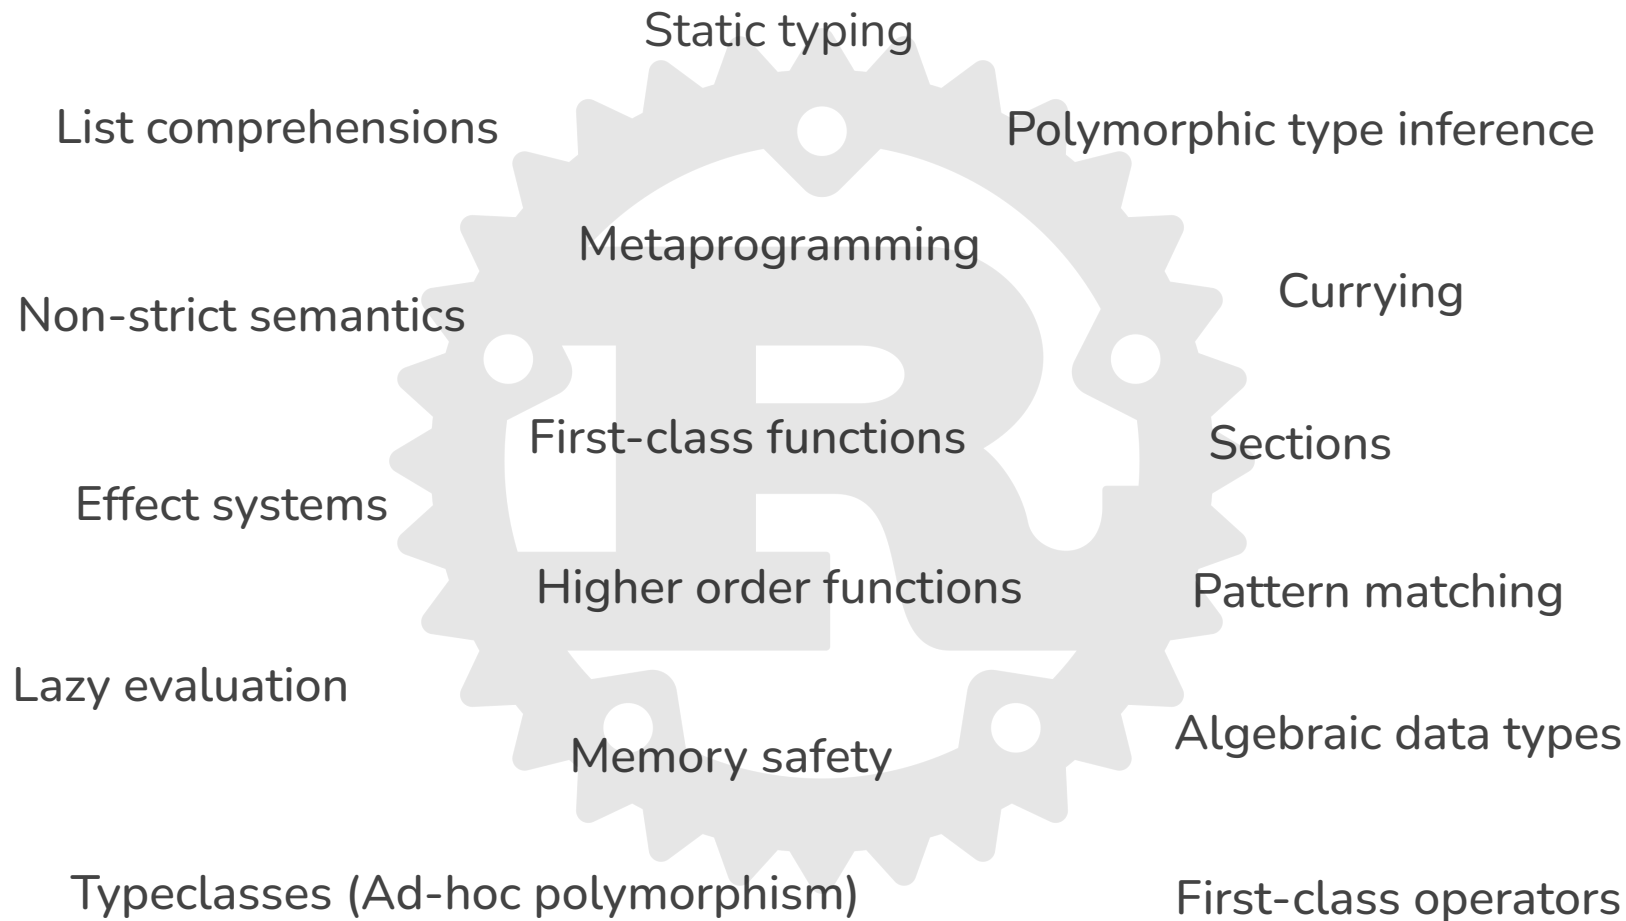 Static typing
List comprehensions
Polymorphic type inference
Metaprogramming
Currying
Non-strict semantics
First-class functions
Sections
Effect systems
Higher order functions
Pattern matching
Lazy evaluation
Algebraic data types
Memory safety
Typeclasses (Ad-hoc polymorphism)
First-class operators
R